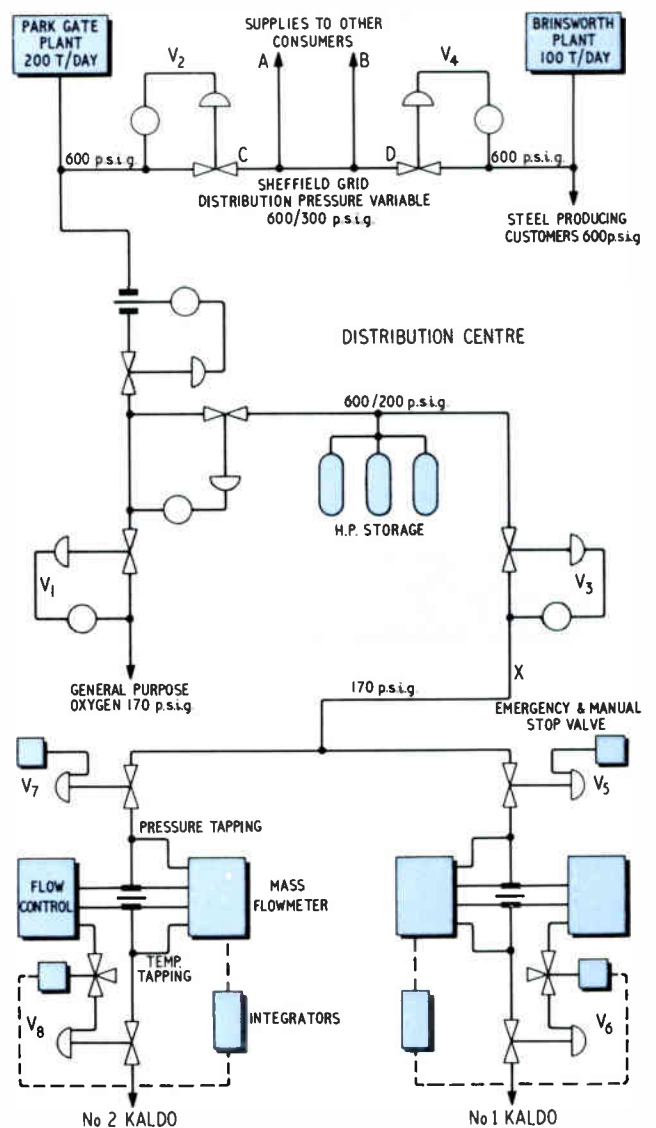 PARK GATE
PLANT
200 T/DAY
SUPPLIES TO OTHER
CONSUMERS
BRINSWORTH
PLANT
100 T/DAY
V2
A
B
V4
600 p.s.i.g.
C
D
600 p.s.i.g.
SHEFFIELD GRID
DISTRIBUTION PRESSURE VARIABLE
600/300 p.s.i.g.
STEEL PRODUCING
CUSTOMERS 600p.s.i.g
DISTRIBUTION CENTRE
600/200 p.s.i.g.
H.P. STORAGE
V1
V3
GENERAL PURPOSE
OXYGEN 170 p.s.i.g.
X
170 p.s.i.g.
EMERGENCY & MANUAL
STOP VALVE
V7
V5
PRESSURE TAPPING
FLOW
CONTROL
MASS
FLOWMETER
TEMP.
TAPPING
V8
INTEGRATORS
V6
No 2 KALDO
No 1 KALDO